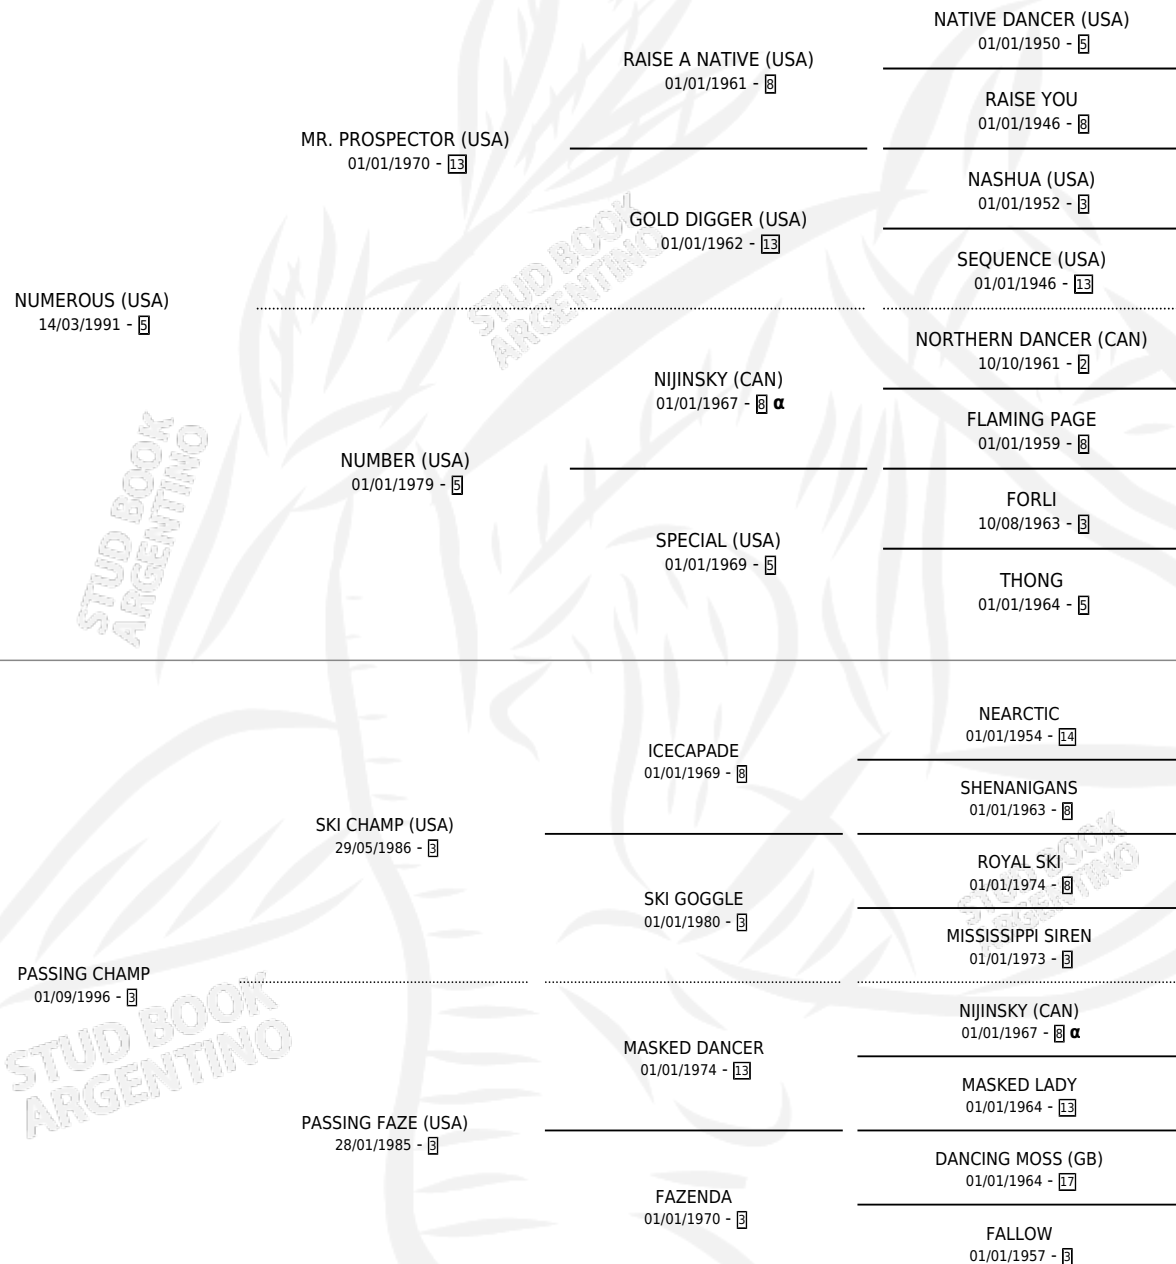 NATIVE DANCER (USA)
01/01/1950 - 5
RAISE A NATIVE (USA)
01/01/1961 - 8
RAISE YOU
01/01/1946 - 8
MR. PROSPECTOR (USA)
01/01/1970 - 13
NASHUA (USA)
01/01/1952 - 3
GOLD DIGGER (USA)
01/01/1962 - 13
SEQUENCE (USA)
01/01/1946 - 13
NUMEROUS (USA)
14/03/1991 - 5
NORTHERN DANCER (CAN)
10/10/1961 - 2
NIJINSKY (CAN)
01/01/1967 - 8 α
FLAMING PAGE
01/01/1959 - 8
NUMBER (USA)
01/01/1979 - 5
FORLI
10/08/1963 - 3
SPECIAL (USA)
01/01/1969 - 5
THONG
01/01/1964 - 5
NEARCTIC
01/01/1954 - 14
ICECAPADE
01/01/1969 - 8
SHENANIGANS
01/01/1963 - 8
SKI CHAMP (USA)
29/05/1986 - 3
ROYAL SKI
01/01/1974 - 8
SKI GOGGLE
01/01/1980 - 3
MISSISSIPPI SIREN
01/01/1973 - 3
PASSING CHAMP
01/09/1996 - 3
NIJINSKY (CAN)
01/01/1967 - 8 α
MASKED DANCER
01/01/1974 - 13
MASKED LADY
01/01/1964 - 13
PASSING FAZE (USA)
28/01/1985 - 3
DANCING MOSS (GB)
01/01/1964 - 17
FAZENDA
01/01/1970 - 3
FALLOW
01/01/1957 - 3
STUD BOOK
ARGENTINO
STUD BOOK
ARGENTINO
STUD BOOK
ARGENTINO
STUD BOOK
ARGENTINO